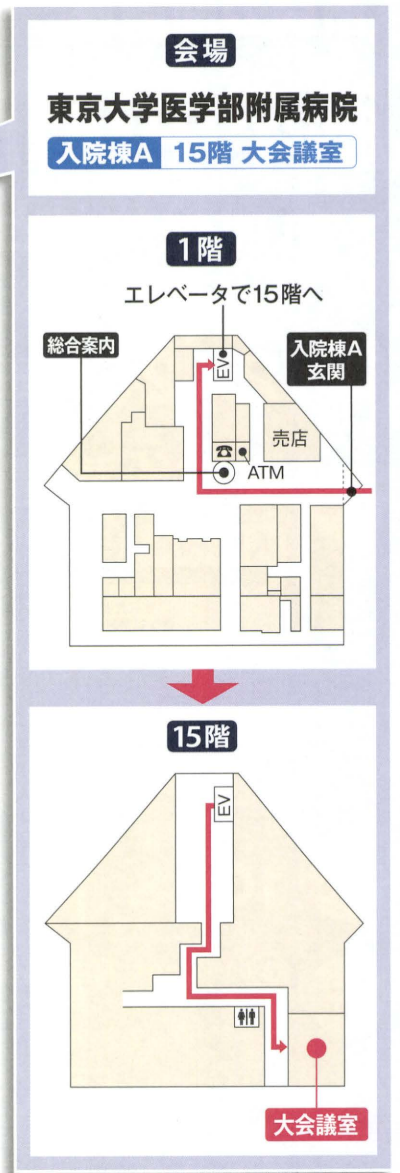 会場
東京大学医学部附属病院
入院棟A 15階 大会議室
1階
エレベータで15階へ
総合案内
入院棟A
玄関
EV
売店
ATM
15階
EV
大会議室